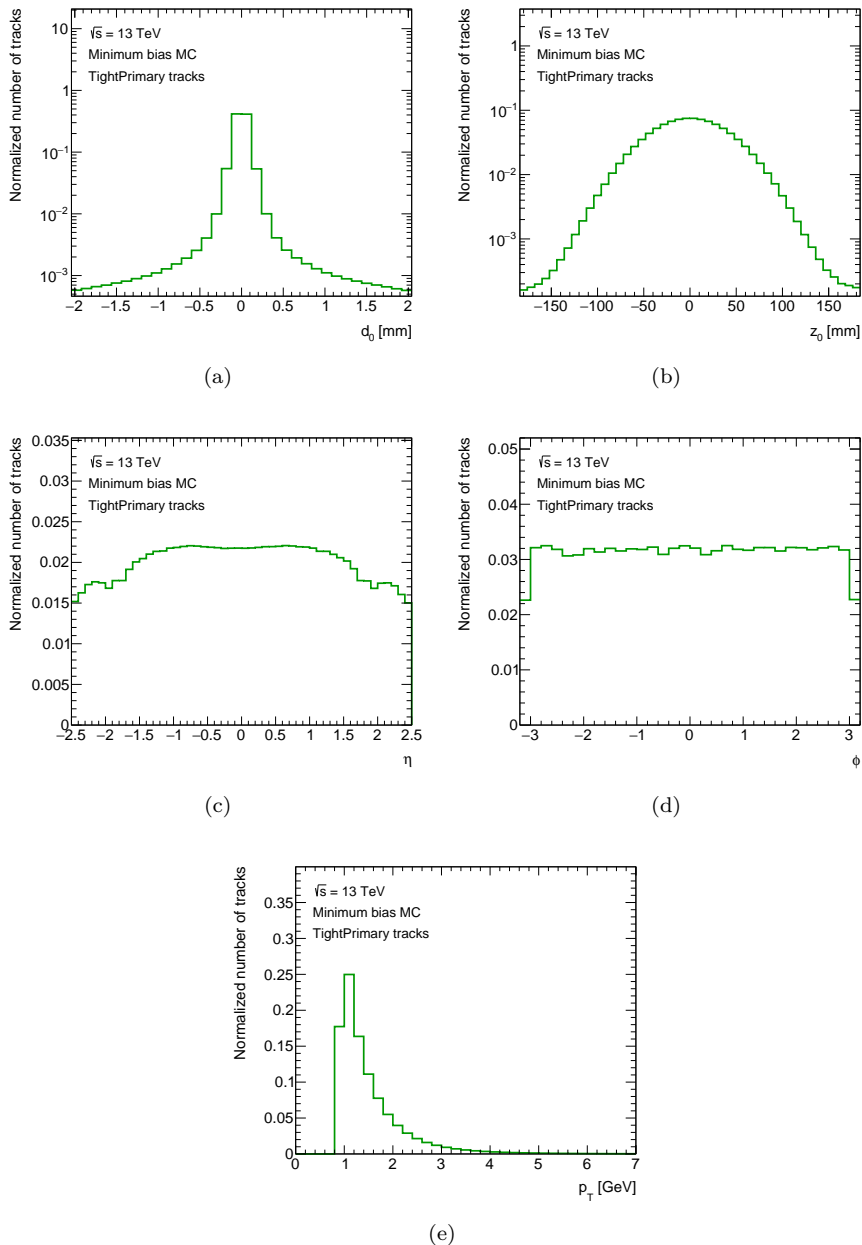 Normalized number of tracks
√s = 13 TeV
Minimum bias MC
TightPrimary tracks
10
1
10⁻¹
10⁻²
10⁻³
−2 −1.5 −1 −0.5 0 0.5 1 1.5 2
d₀ [mm]
(a)
Normalized number of tracks
√s = 13 TeV
Minimum bias MC
TightPrimary tracks
1
10⁻¹
10⁻²
10⁻³
−150 −100 −50 0 50 100 150
z₀ [mm]
(b)
Normalized number of tracks
√s = 13 TeV
Minimum bias MC
TightPrimary tracks
0.035
0.03
0.025
0.02
0.015
0.01
0.005
0
−2.5 −2 −1.5 −1 −0.5 0 0.5 1 1.5 2 2.5
η
(c)
Normalized number of tracks
√s = 13 TeV
Minimum bias MC
TightPrimary tracks
0.05
0.04
0.03
0.02
0.01
0
−3 −2 −1 0 1 2 3
ϕ
(d)
Normalized number of tracks
√s = 13 TeV
Minimum bias MC
TightPrimary tracks
0.35
0.3
0.25
0.2
0.15
0.1
0.05
0
0 1 2 3 4 5 6 7
p_T [GeV]
(e)